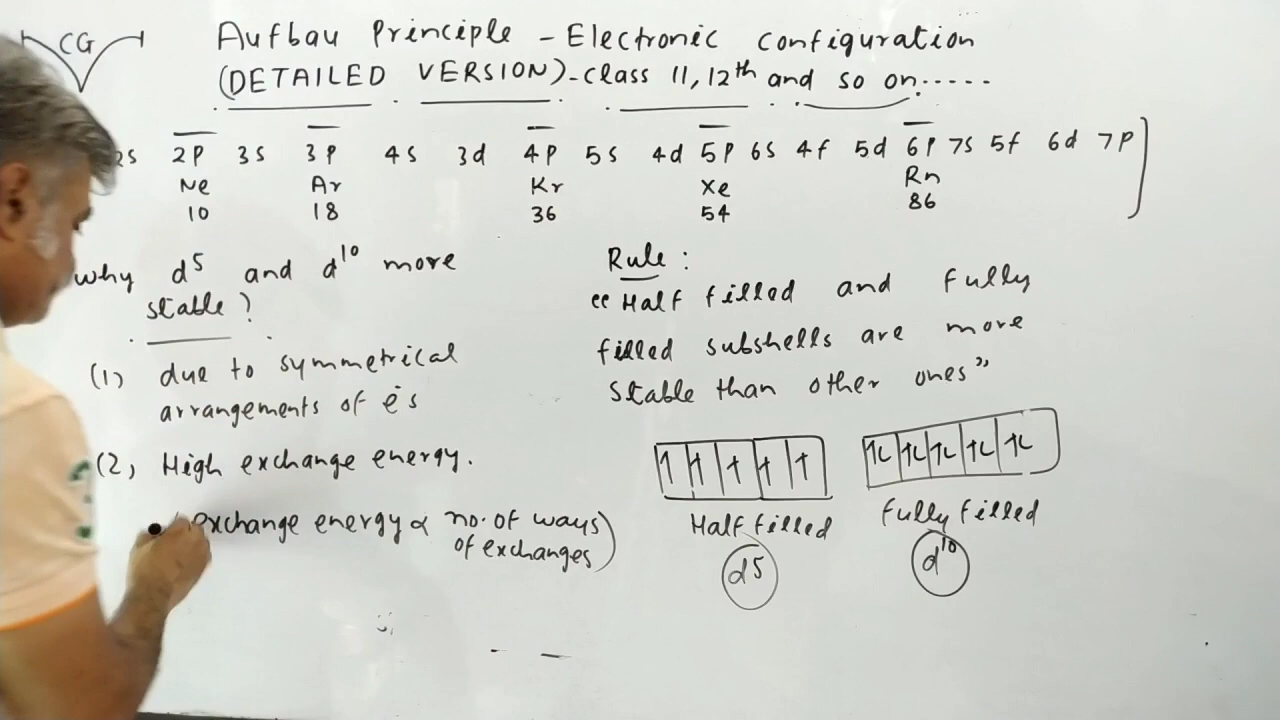 CG
Aufbau Principle - Electronic Configuration
(DETAILED VERSION) - Class 11, 12th and so on.....
2s 2P 3s 3P 4s 3d 4P 5s 4d 5P 6s 4f 5d 6P 7s 5f 6d 7P
Ne Ar Kr Xe Rn
10 18 36 54 86
why d5 and d10 more
stable?
(1) due to symmetrical
arrangements of e's
(2) High exchange energy.
(exchange energy ∝ no. of ways
of exchanges)
Rule:
"Half filled and fully
filled subshells are more
stable than other ones"
Half filled
d5
fully filled
d10